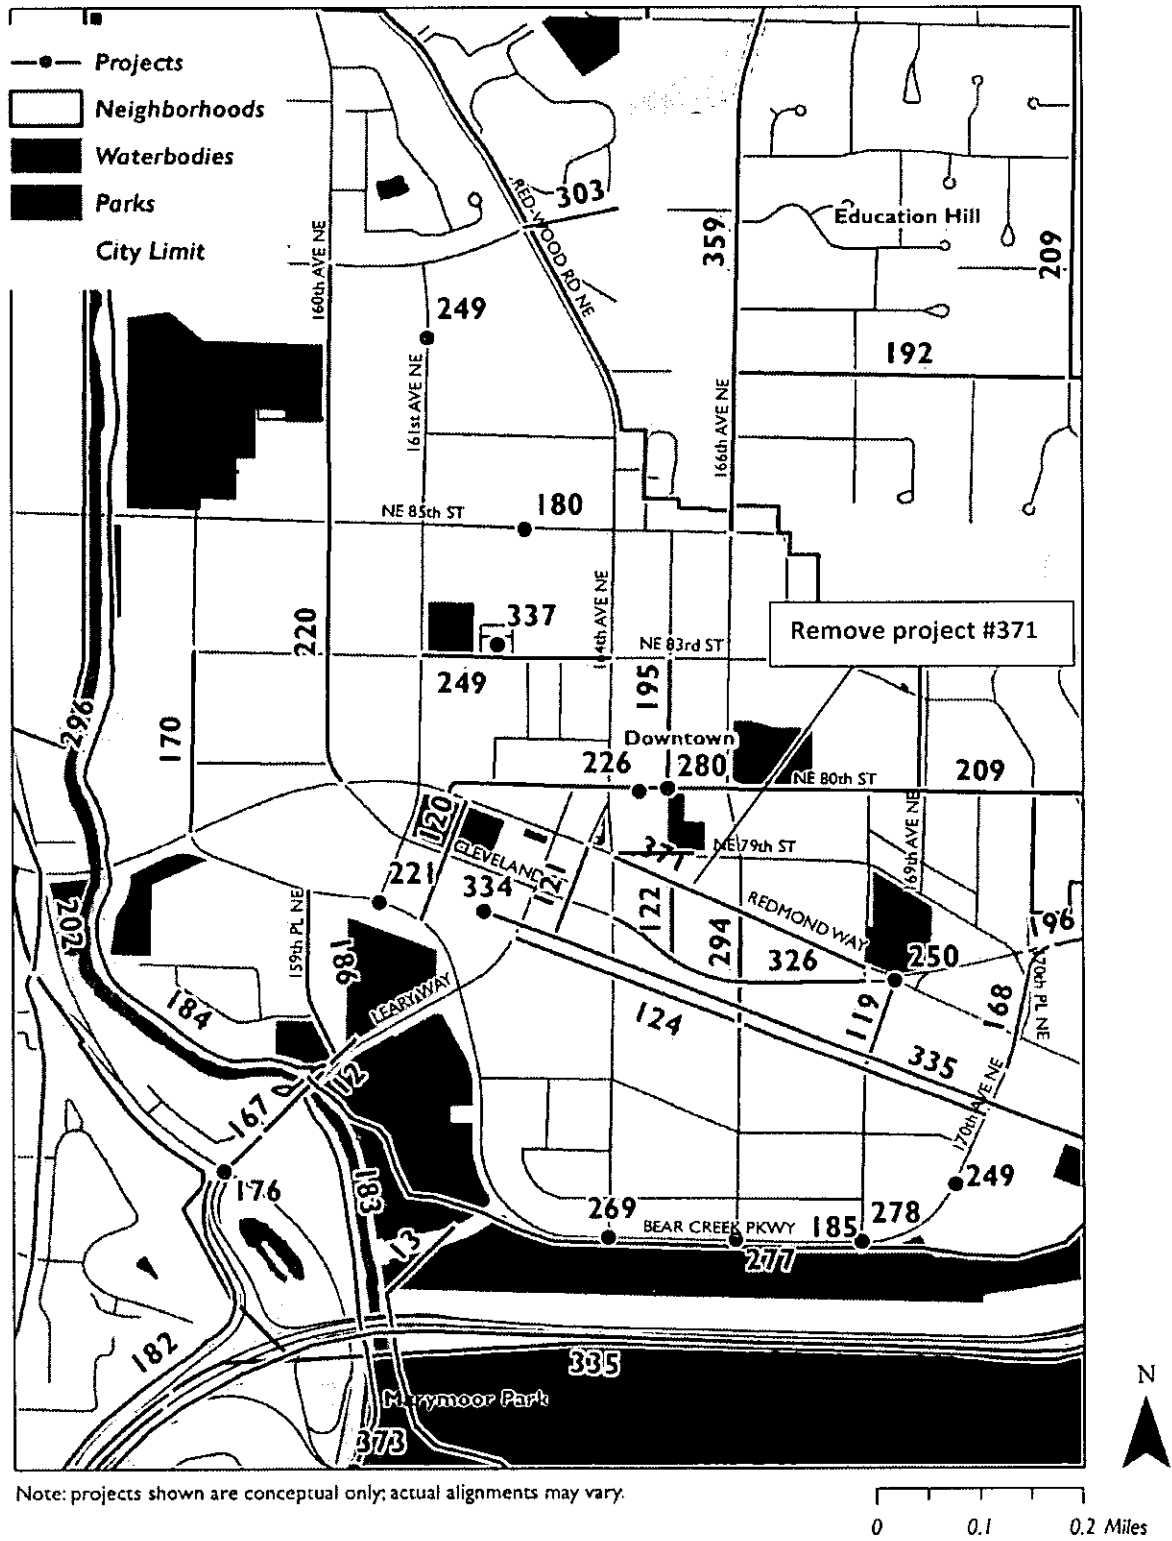 Projects
Neighborhoods
Waterbodies
Parks
City Limit
303
RED-WOOD RD NE
359
Education Hill
209
160th AVE NE
249
192
161st AVE NE
166th AVE NE
NE 85th ST
180
220
337
164th AVE NE
Remove project #371
NE 83rd ST
249
195
296
170
Downtown
226
280
NE 80th ST
209
120
169th AVE NE
371
NE 79th ST
CLEVELAND
221
334
121
122
REDMOND WAY
196
202
159th PL NE
186
294
326
250
LEARY WAY
184
124
119
168
170th PL NE
335
12
167
170th AVE NE
176
183
249
269
BEAR CREEK PKWY
185
278
13
277
182
335
Marymoor Park
373
N
Note: projects shown are conceptual only; actual alignments may vary.
0 0.1 0.2 Miles